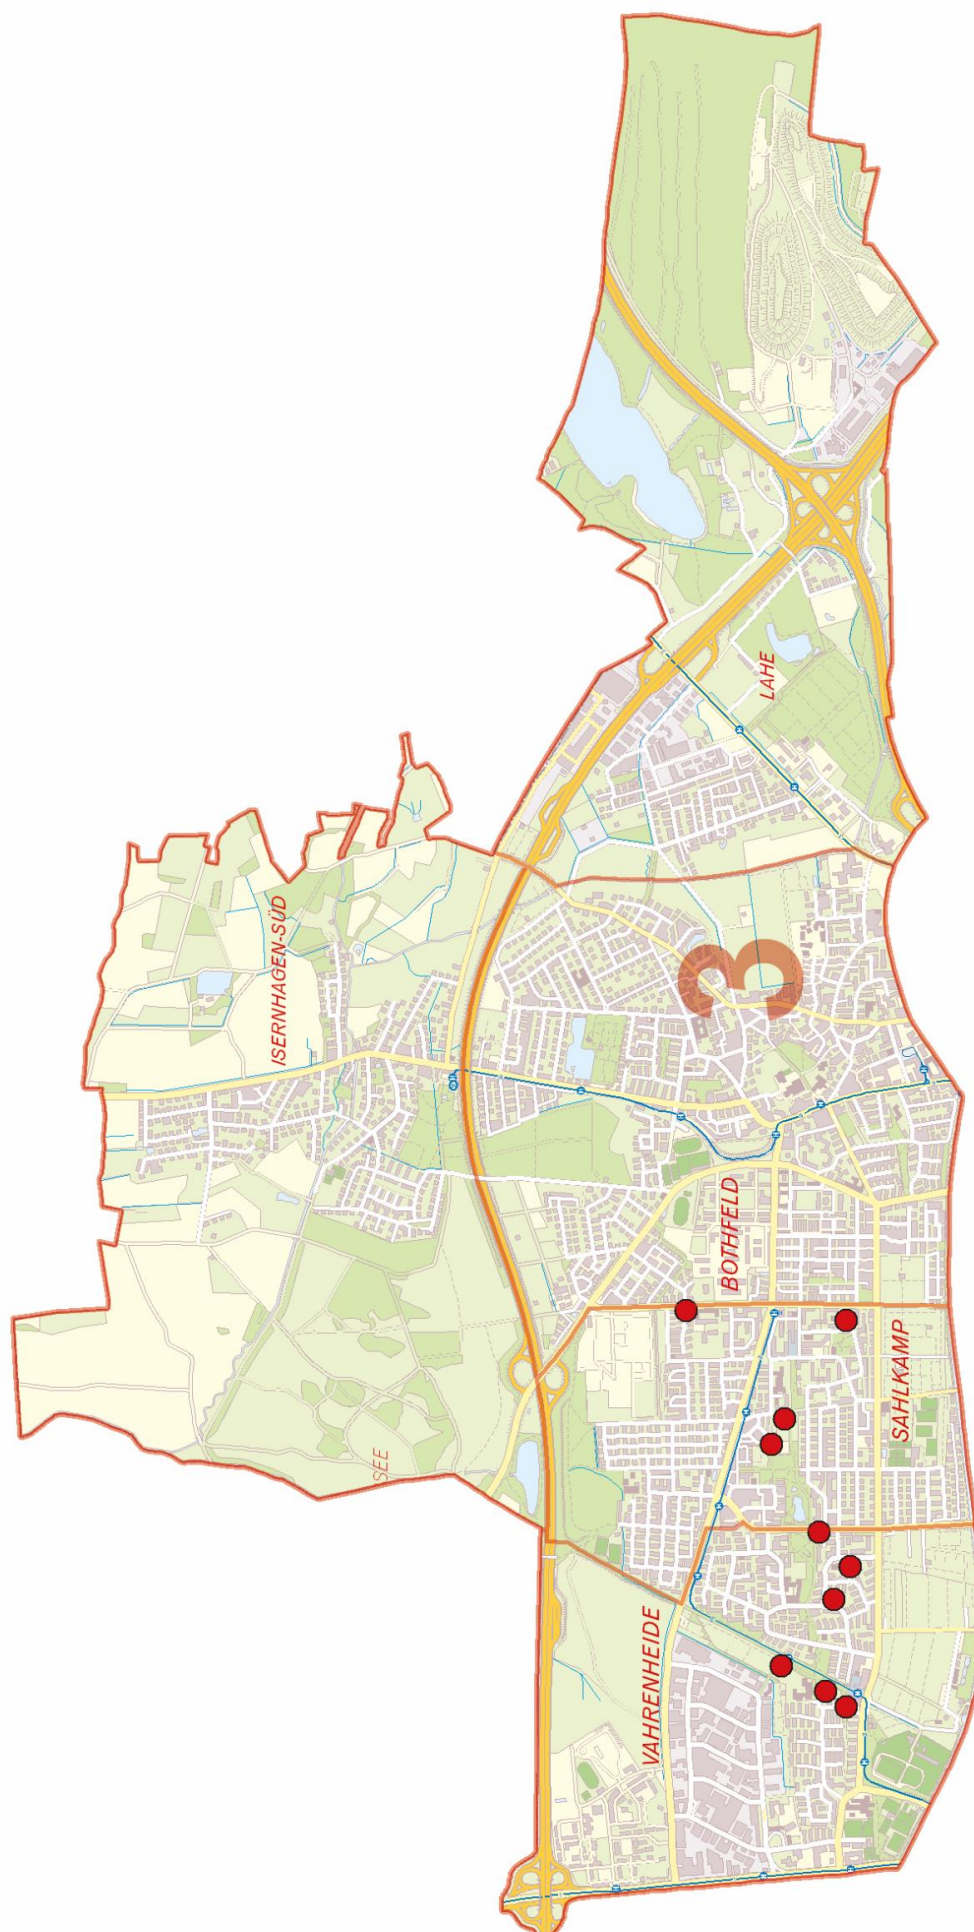 ISERNHAGEN-SÜD
LAHE
3
BOTHFELD
SAHLKAMP
SEE
VAHRENHEIDE